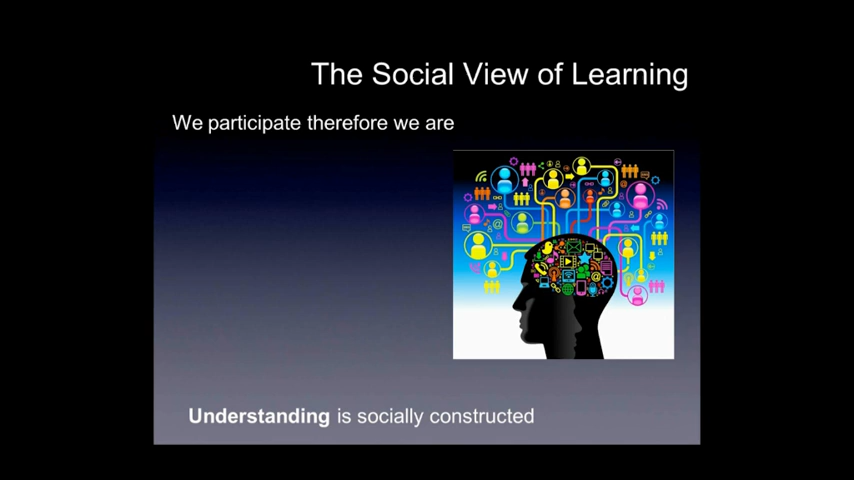 The Social View of Learning
We participate therefore we are
Understanding is socially constructed